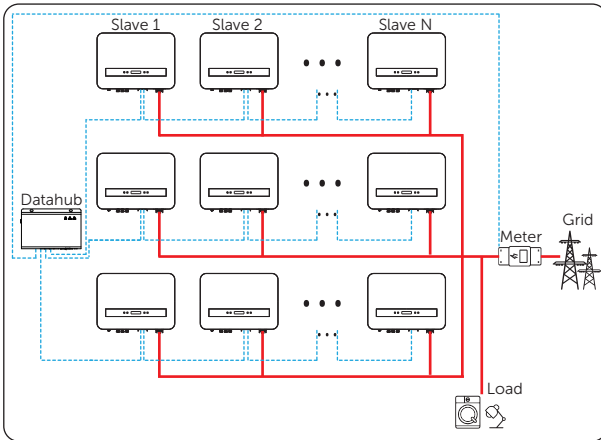 Slave 1
Slave 2
Slave N
Datahub
Meter
Grid
Load